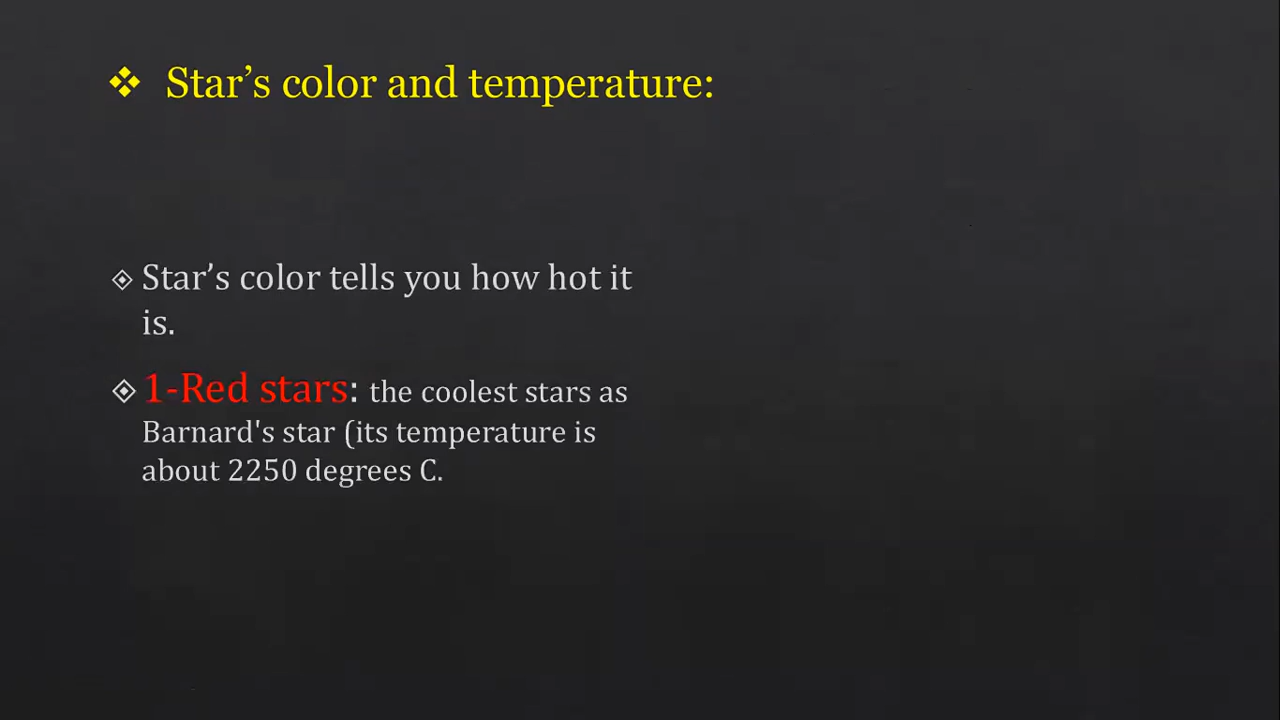 ❖ Star’s color and temperature:
Star’s color tells you how hot it
is.
1-Red stars: the coolest stars as
Barnard's star (its temperature is
about 2250 degrees C.